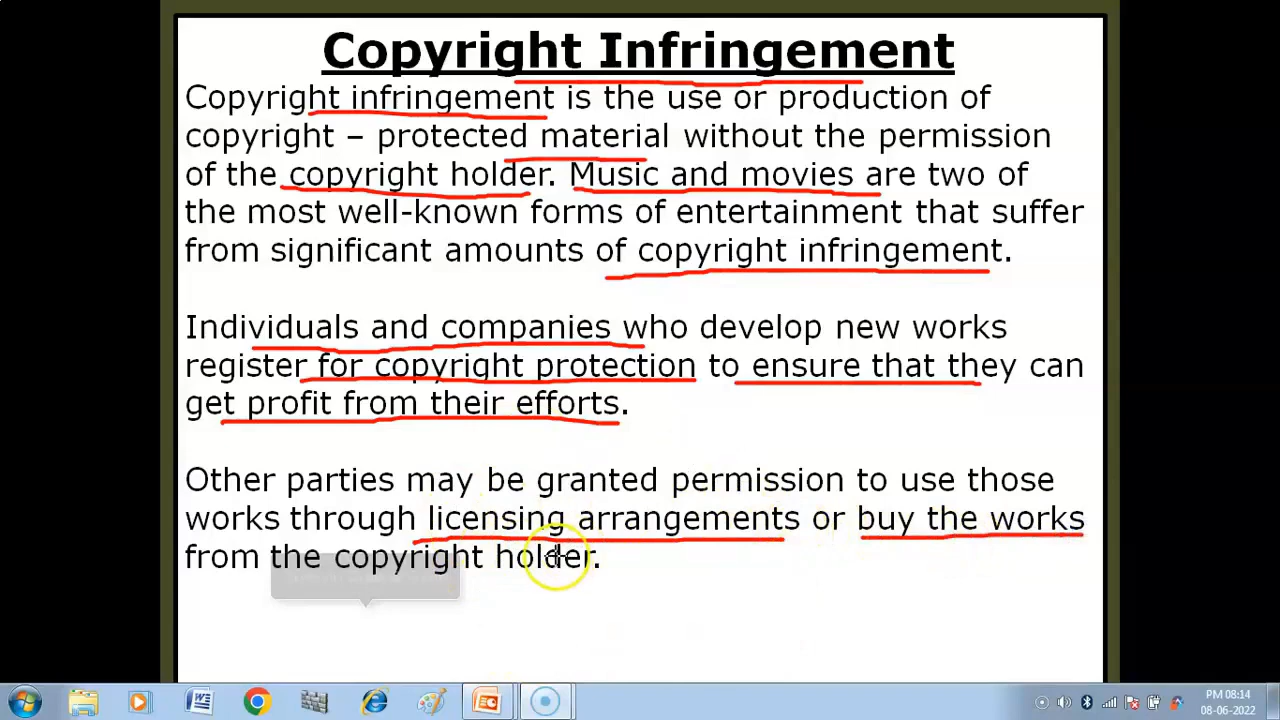 Copyright Infringement
Copyright infringement is the use or production of
copyright – protected material without the permission
of the copyright holder. Music and movies are two of
the most well-known forms of entertainment that suffer
from significant amounts of copyright infringement.
Individuals and companies who develop new works
register for copyright protection to ensure that they can
get profit from their efforts.
Other parties may be granted permission to use those
works through licensing arrangements or buy the works
from the copyright holder.
PM 08:14
08-06-2022